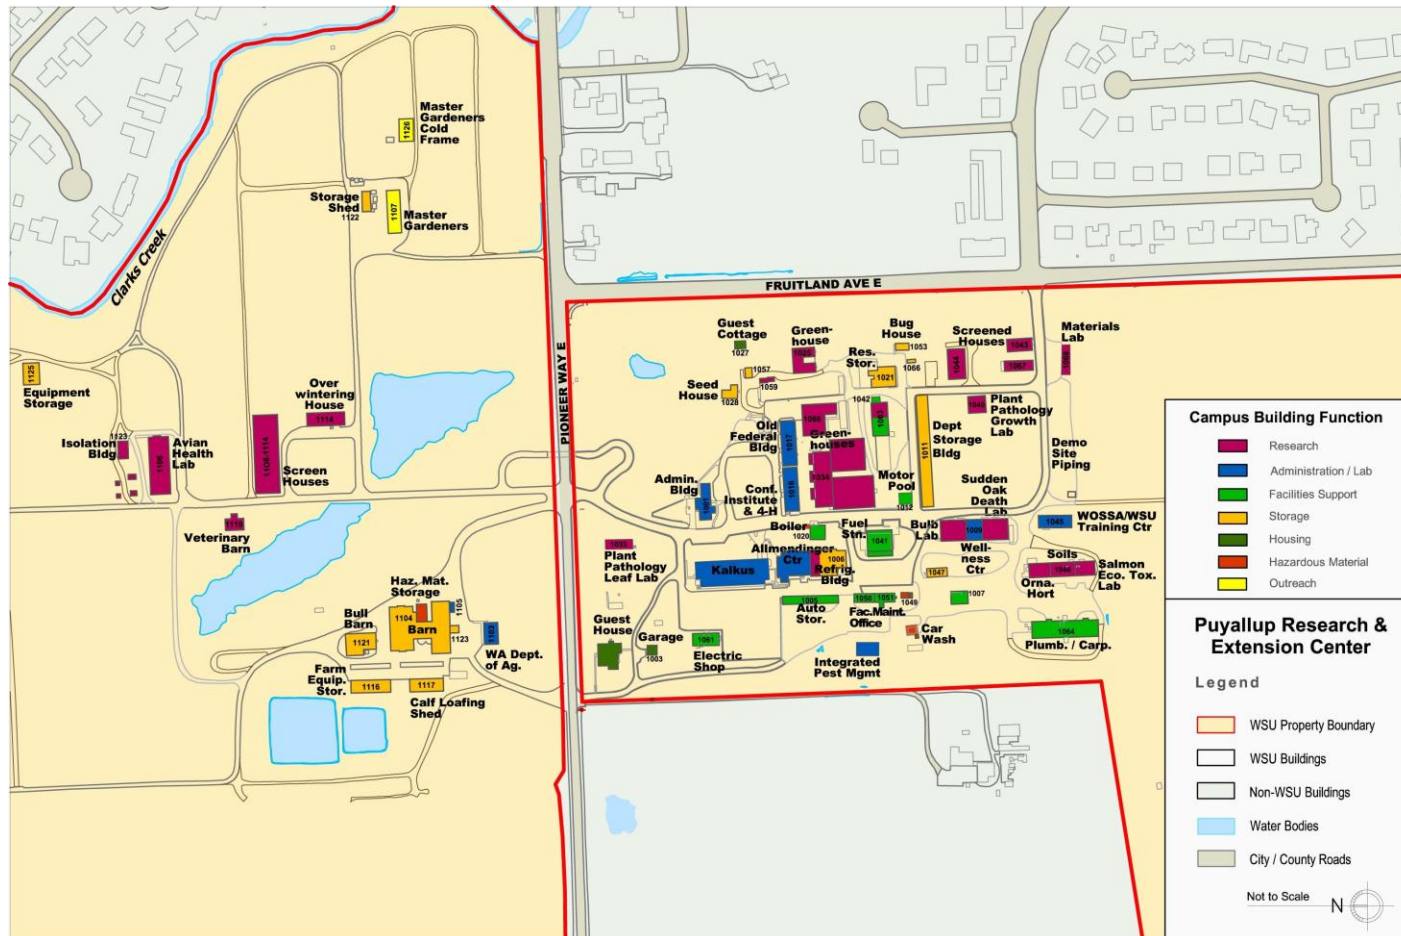 Master
Gardeners
Cold
Frame
1126
Storage
Shed
1122
1107
Master
Gardeners
Clarks Creek
FRUITLAND AVE E
PIONEER WAY E
1125
Equipment
Storage
Over
wintering
House
1123
Isolation
Bldg
1106
Avian
Health
Lab
1108-1114
Screen
Houses
1119
Veterinary
Barn
Haz. Mat.
Storage
1105
Bull
Barn
1121
1104
Barn
1123
1103
WA Dept.
of Ag.
Farm
Equip.
Stor.
1116
1117
Calf Loafing
Shed
Guest
Cottage
1027
Green-
house
1025
Bug
House
1053
Screened
Houses
1043
1044
1067
Materials
Lab
Res.
Stor.
1021
1066
1057
1059
Seed
House
1028
1042
1063
Old
Federal
Bldg
1017
Green-
houses
1011
Dept
Storage
Bldg
Plant
Pathology
Growth
Lab
Demo
Site
Piping
Admin.
Bldg
1001
Conf.
Institute
& 4-H
1016
1034
Motor
Pool
1012
Sudden
Oak
Death
Lab
Boiler
1020
Fuel
Stn.
1041
Bulb
Lab
1009
Well-
ness
Ctr
1045
WOSSA/WSU
Training Ctr
Plant
Pathology
Leaf Lab
Kalkus
Allmendinger
Ctr
1006
Refrig.
Bldg
1047
Soils
Orna.
Hort
Salmon
Eco. Tox.
Lab
1005
Auto
Stor.
1050
1051
Fac.Maint.
Office
1049
1007
Car
Wash
1064
Plumb. / Carp.
Guest
House
Garage
1003
1061
Electric
Shop
Integrated
Pest Mgmt
Campus Building Function
Research
Administration / Lab
Facilities Support
Storage
Housing
Hazardous Material
Outreach
Puyallup Research &
Extension Center
Legend
WSU Property Boundary
WSU Buildings
Non-WSU Buildings
Water Bodies
City / County Roads
Not to Scale
N